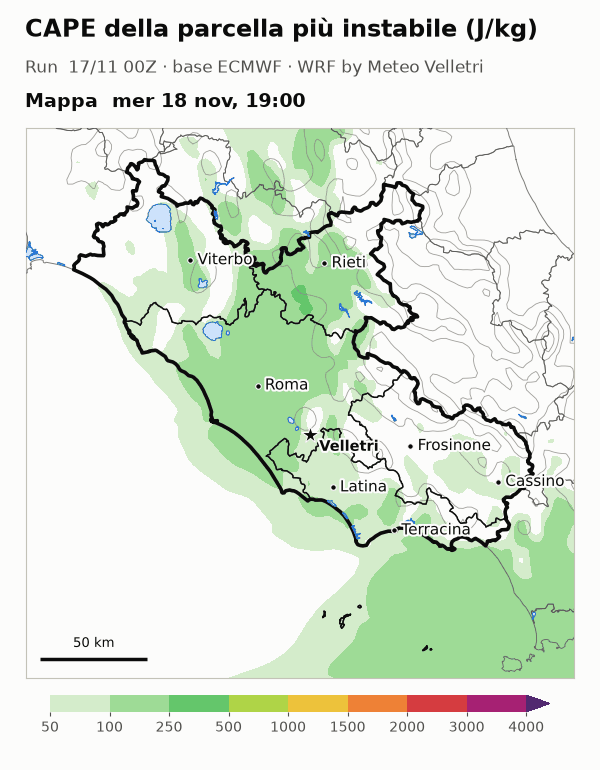 CAPE della parcella più instabile (J/kg)
Run  17/11 00Z · base ECMWF · WRF by Meteo Velletri
Mappa  mer 18 nov, 19:00
Viterbo
Rieti
Roma
Velletri
Frosinone
Cassino
Latina
Terracina
50 km
50 100 250 500 1000 1500 2000 3000 4000